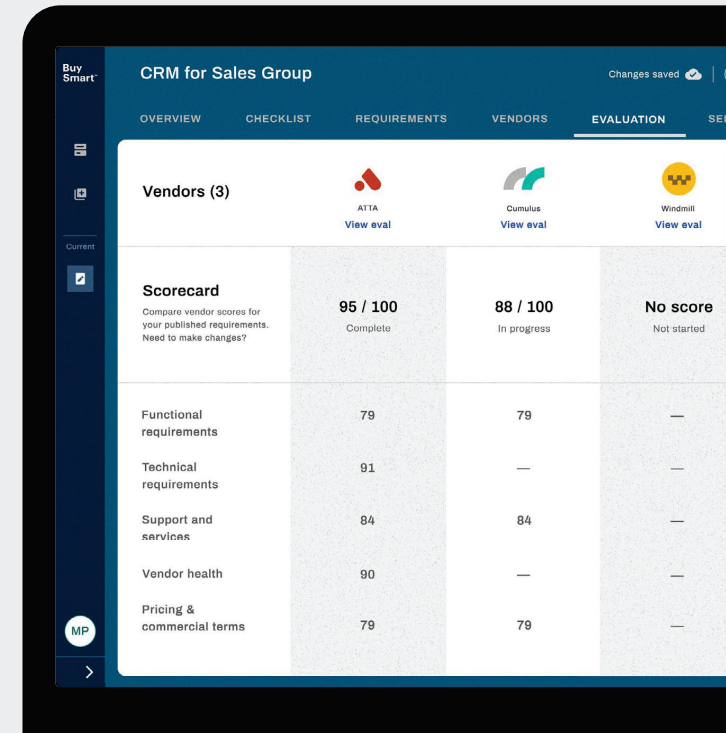 Buy
Smart
CRM for Sales Group
Changes saved
OVERVIEW CHECKLIST REQUIREMENTS VENDORS EVALUATION
Vendors (3)
ATTA Cumulus Windmill
View eval View eval View eval
Current
Scorecard
Compare vendor scores for
your published requirements.
Need to make changes?
95 / 100 88 / 100 No score
Complete In progress Not started
Functional
requirements
79 79 —
Technical
requirements
91 — —
Support and
services
84 84 —
Vendor health 90 — —
Pricing &
commercial terms
79 79 —
MP